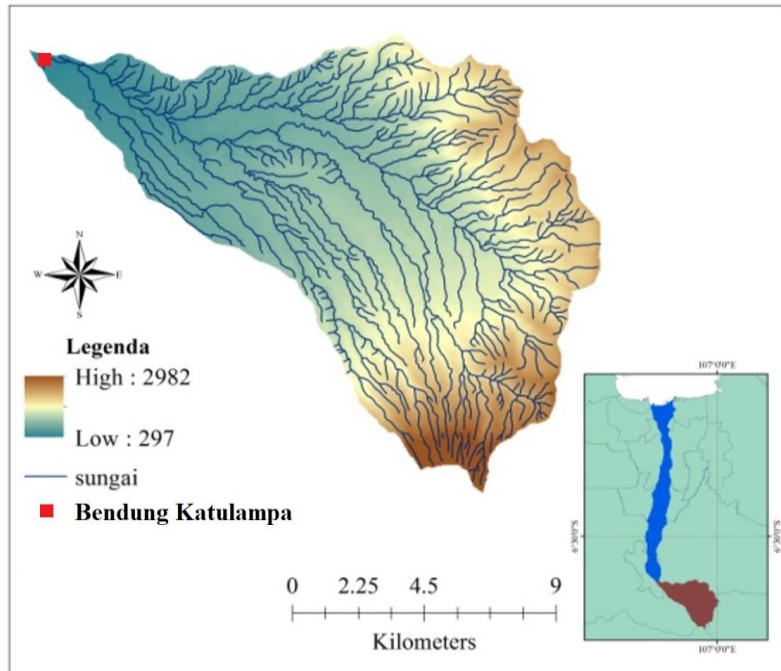 N
W
E
S
Legenda
High : 2982
Low : 297
sungai
Bendung Katulampa
0 2.25 4.5 9
Kilometers
107°0'0"E
6°30'0"S
6°30'0"S
107°0'0"E